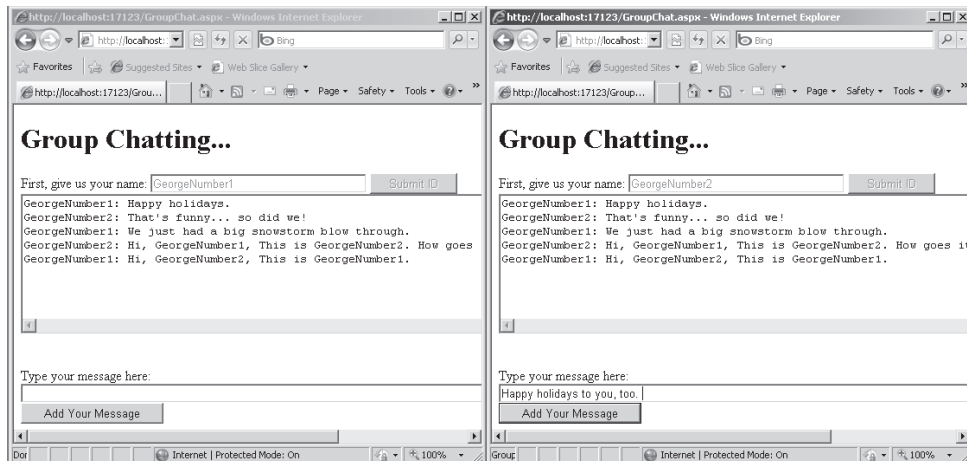 http://localhost:17123/GroupChat.aspx - Windows Internet Explorer
http://localhost:
Bing
Favorites
Suggested Sites
Web Slice Gallery
http://localhost:17123/Grou...
Page
Safety
Tools
Group Chatting...
First, give us your name: GeorgeNumber1 Submit ID
GeorgeNumber1: Happy holidays.
GeorgeNumber2: That's funny... so did we!
GeorgeNumber1: We just had a big snowstorm blow through.
GeorgeNumber2: Hi, GeorgeNumber1, This is GeorgeNumber2. How goes
GeorgeNumber1: Hi, GeorgeNumber2, This is GeorgeNumber1.
Type your message here:
Add Your Message
Dor
Internet | Protected Mode: On
100%
http://localhost:17123/GroupChat.aspx - Windows Internet Explorer
http://localhost:
Bing
Favorites
Suggested Sites
Web Slice Gallery
http://localhost:17123/Group...
Page
Safety
Tools
Group Chatting...
First, give us your name: GeorgeNumber2 Submit ID
GeorgeNumber1: Happy holidays.
GeorgeNumber2: That's funny... so did we!
GeorgeNumber1: We just had a big snowstorm blow through.
GeorgeNumber2: Hi, GeorgeNumber1, This is GeorgeNumber2. How goes it
GeorgeNumber1: Hi, GeorgeNumber2, This is GeorgeNumber1.
Type your message here:
Happy holidays to you, too.
Add Your Message
Group
Internet | Protected Mode: On
100%